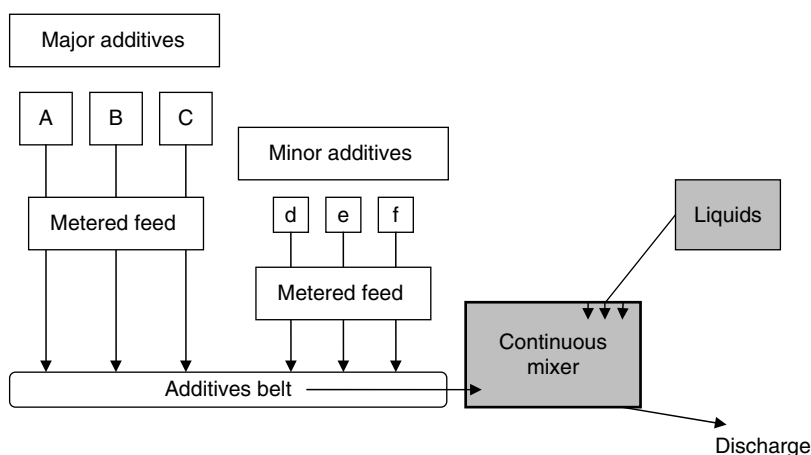 Major additives
A
B
C
Minor additives
Metered feed
d
e
f
Liquids
Metered feed
Continuous
mixer
Additives belt
Discharge